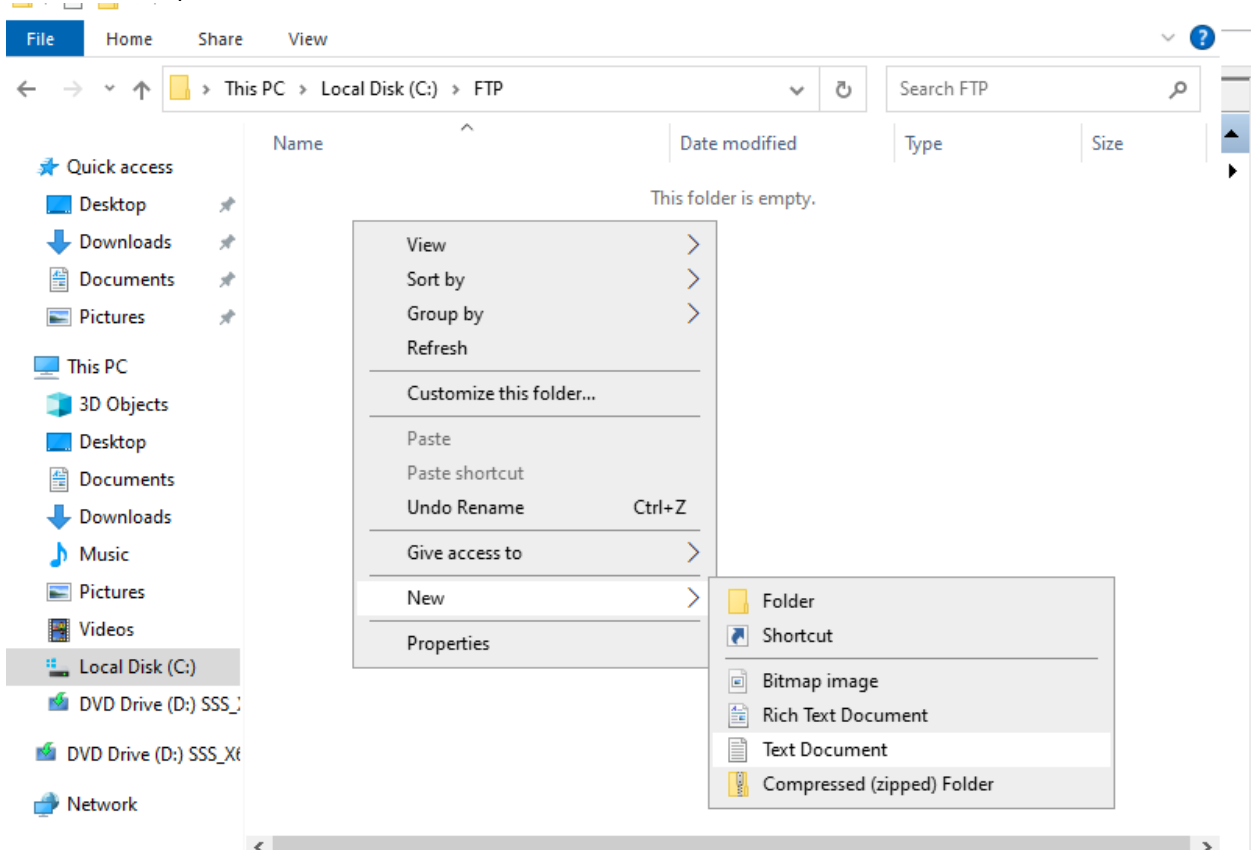 File Home Share View
This PC > Local Disk (C:) > FTP
Search FTP
Name Date modified Type Size
This folder is empty.
Quick access
Desktop
Downloads
Documents
Pictures
This PC
3D Objects
Desktop
Documents
Downloads
Music
Pictures
Videos
Local Disk (C:)
DVD Drive (D:) SSS_
DVD Drive (D:) SSS_X6
Network
View
Sort by
Group by
Refresh
Customize this folder...
Paste
Paste shortcut
Undo Rename Ctrl+Z
Give access to
New
Properties
Folder
Shortcut
Bitmap image
Rich Text Document
Text Document
Compressed (zipped) Folder